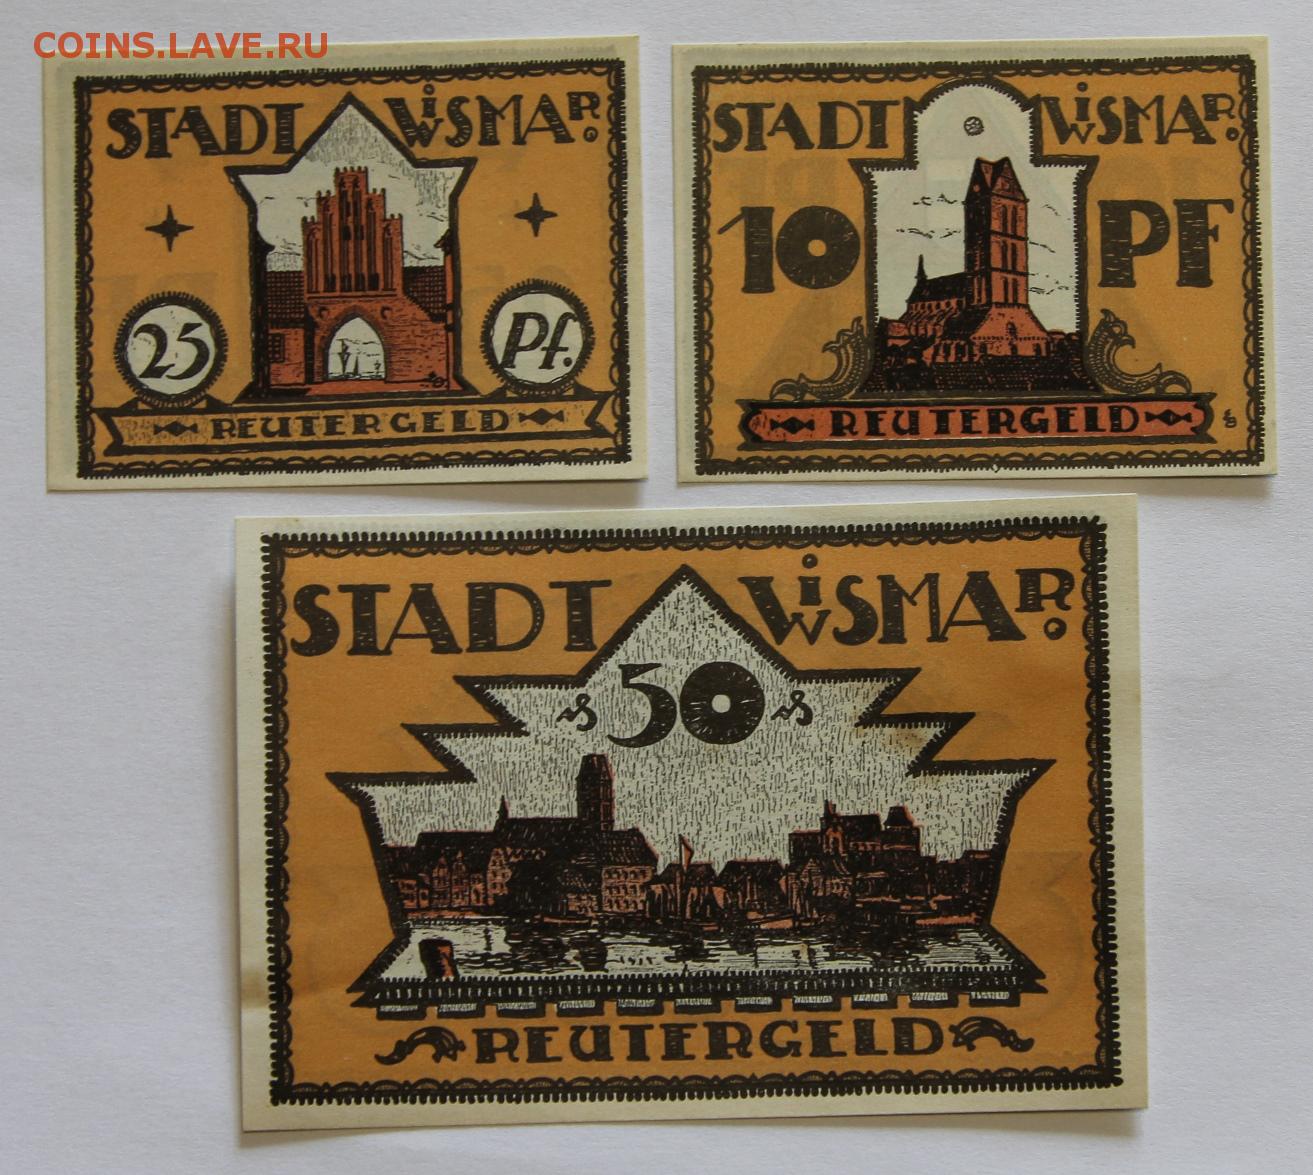 COINS.LAVE.RU
STADT WISMAR.
25 Pf.
REUTERGELD
STADT WISMAR.
10 PF
REUTERGELD
STADT WISMAR.
50
REUTERGELD